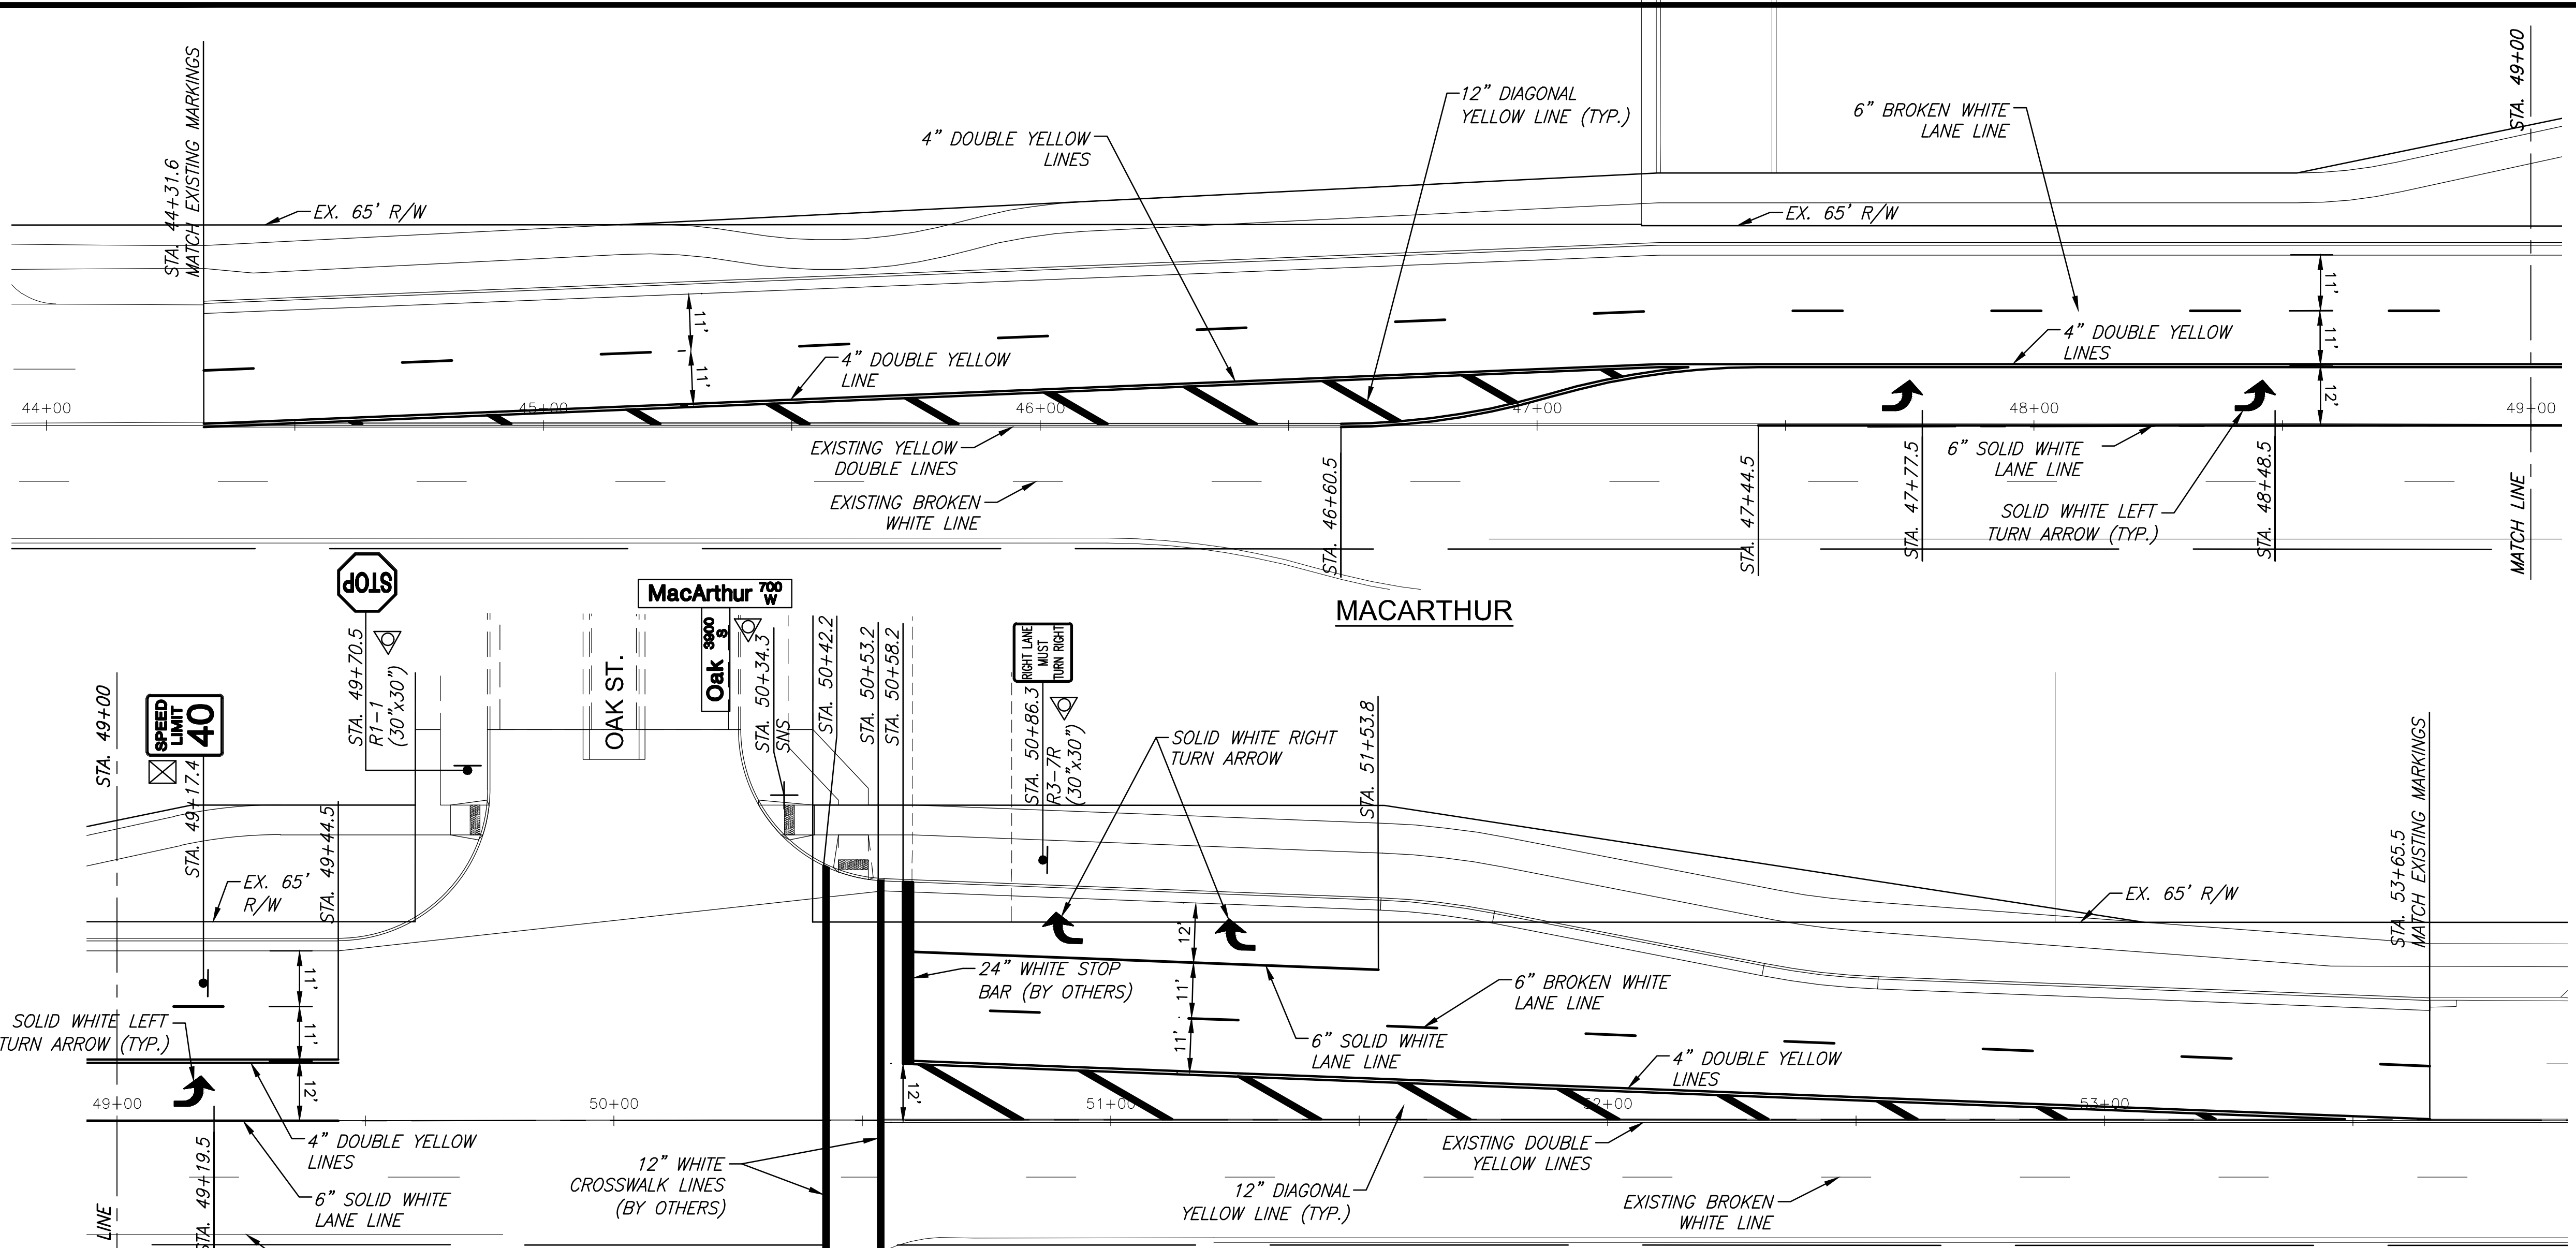 STA. 44+31.6
MATCH EXISTING MARKINGS
EX. 65' R/W
4" DOUBLE YELLOW
LINES
12" DIAGONAL
YELLOW LINE (TYP.)
6" BROKEN WHITE
LANE LINE
STA. 49+00
EX. 65' R/W
11'
11'
4" DOUBLE YELLOW
LINE
4" DOUBLE YELLOW
LINES
11'
11'
12'
44+00
45+00
46+00
47+00
48+00
49+00
EXISTING YELLOW
DOUBLE LINES
EXISTING BROKEN
WHITE LINE
STA. 46+60.5
STA. 47+44.5
STA. 47+77.5
6" SOLID WHITE
LANE LINE
SOLID WHITE LEFT
TURN ARROW (TYP.)
STA. 48+48.5
MATCH LINE
MACARTHUR
STA. 49+00
SPEED
LIMIT
40
STA. 49+17.4
STA. 49+44.5
STOP
STA. 49+70.5
R1-1
(30"x30")
OAK ST.
MacArthur 700
W
Oak 3900
S
STA. 50+34.3
SNS
STA. 50+42.2
STA. 50+53.2
STA. 50+58.2
RIGHT LANE
MUST
TURN RIGHT
STA. 50+86.3
R3-7R
(30"x30")
SOLID WHITE RIGHT
TURN ARROW
STA. 51+53.8
STA. 53+65.5
MATCH EXISTING MARKINGS
EX. 65'
R/W
EX. 65' R/W
11'
11'
12'
SOLID WHITE LEFT
TURN ARROW (TYP.)
24" WHITE STOP
BAR (BY OTHERS)
12'
11'
11'
12'
6" BROKEN WHITE
LANE LINE
6" SOLID WHITE
LANE LINE
4" DOUBLE YELLOW
LINES
49+00
50+00
51+00
52+00
53+00
4" DOUBLE YELLOW
LINES
6" SOLID WHITE
LANE LINE
STA. 49+19.5
LINE
12" WHITE
CROSSWALK LINES
(BY OTHERS)
EXISTING DOUBLE
YELLOW LINES
12" DIAGONAL
YELLOW LINE (TYP.)
EXISTING BROKEN
WHITE LINE